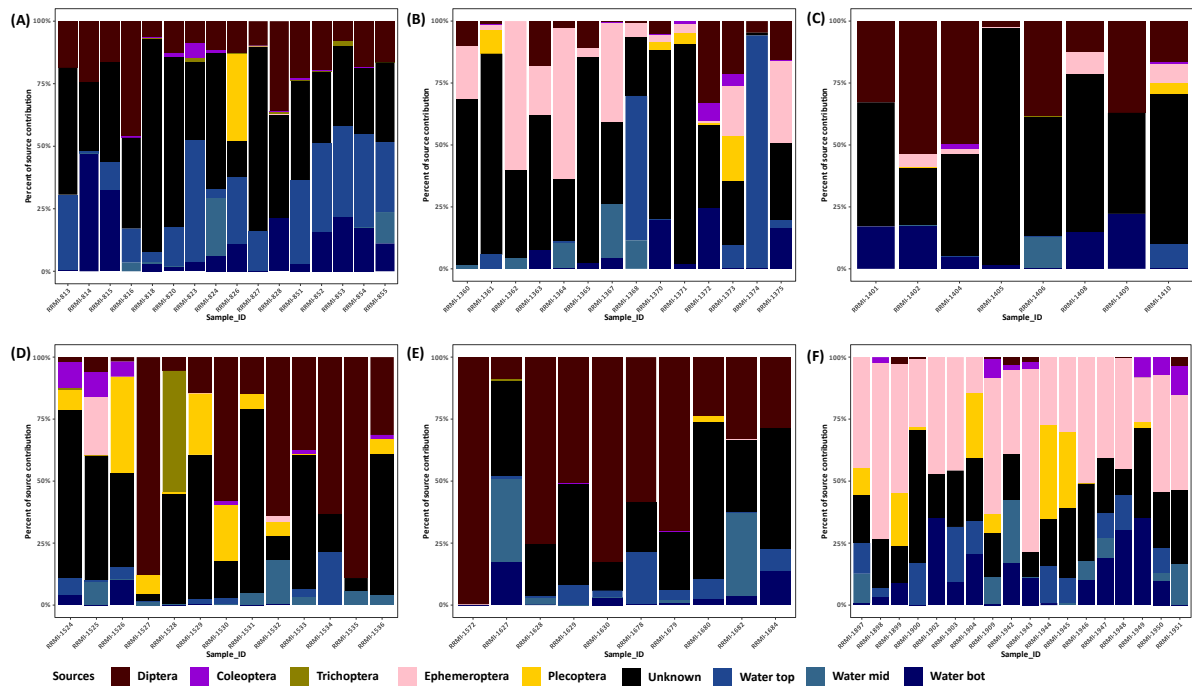 (A)
Percent of source contribution
100%
75%
50%
25%
0%
RRMI-813 RRMI-814 RRMI-815 RRMI-816 RRMI-818 RRMI-820 RRMI-823 RRMI-824 RRMI-826 RRMI-827 RRMI-828 RRMI-851 RRMI-852 RRMI-853 RRMI-854 RRMI-855
Sample_ID
(B)
Percent of source contribution
100%
75%
50%
25%
0%
RRMI-1360 RRMI-1361 RRMI-1362 RRMI-1363 RRMI-1364 RRMI-1365 RRMI-1367 RRMI-1368 RRMI-1370 RRMI-1371 RRMI-1372 RRMI-1373 RRMI-1374 RRMI-1375
Sample_ID
(C)
Percent of source contribution
100%
75%
50%
25%
0%
RRMI-1401 RRMI-1402 RRMI-1404 RRMI-1405 RRMI-1406 RRMI-1408 RRMI-1409 RRMI-1410
Sample_ID
(D)
Percent of source contribution
100%
75%
50%
25%
0%
RRMI-1524 RRMI-1525 RRMI-1526 RRMI-1527 RRMI-1528 RRMI-1529 RRMI-1530 RRMI-1531 RRMI-1532 RRMI-1533 RRMI-1534 RRMI-1535 RRMI-1536
Sample_ID
(E)
Percent of source contribution
100%
75%
50%
25%
0%
RRMI-1572 RRMI-1627 RRMI-1628 RRMI-1629 RRMI-1630 RRMI-1678 RRMI-1679 RRMI-1680 RRMI-1682 RRMI-1684
Sample_ID
(F)
Percent of source contribution
100%
75%
50%
25%
0%
RRMI-1897 RRMI-1898 RRMI-1899 RRMI-1900 RRMI-1902 RRMI-1903 RRMI-1904 RRMI-1909 RRMI-1942 RRMI-1943 RRMI-1944 RRMI-1945 RRMI-1946 RRMI-1947 RRMI-1948 RRMI-1949 RRMI-1950 RRMI-1951
Sample_ID
Sources Diptera Coleoptera Trichoptera Ephemeroptera Plecoptera Unknown Water top Water mid Water bot